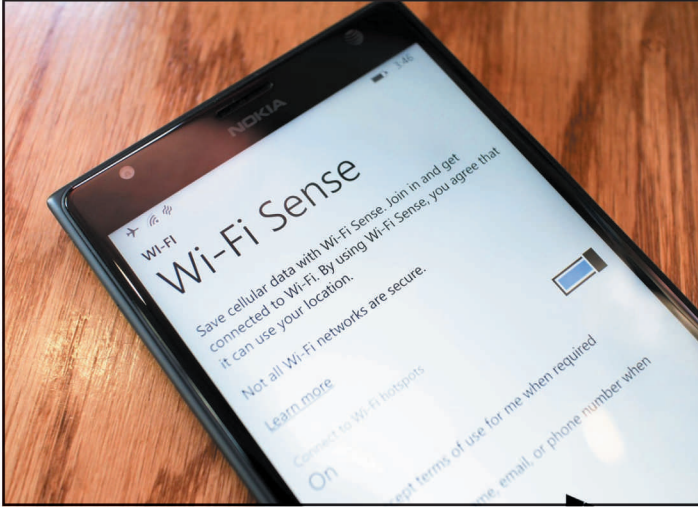 NOKIA
3:46
WI-FI
Wi-Fi Sense
Save cellular data with Wi-Fi Sense. Join in and get
connected to Wi-Fi. By using Wi-Fi Sense, you agree that
it can use your location.
Not all Wi-Fi networks are secure.
Learn more
Connect to Wi-Fi hotspots
On
terms of use for me when required
email, or phone number when